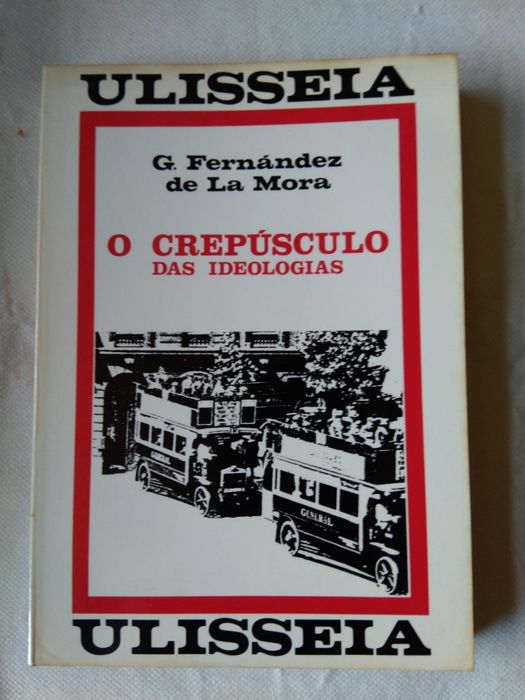 ULISSEIA
G. Fernández
de La Mora
O CREPÚSCULO
DAS IDEOLOGIAS
GENERAL
GENERAL
ULISSEIA